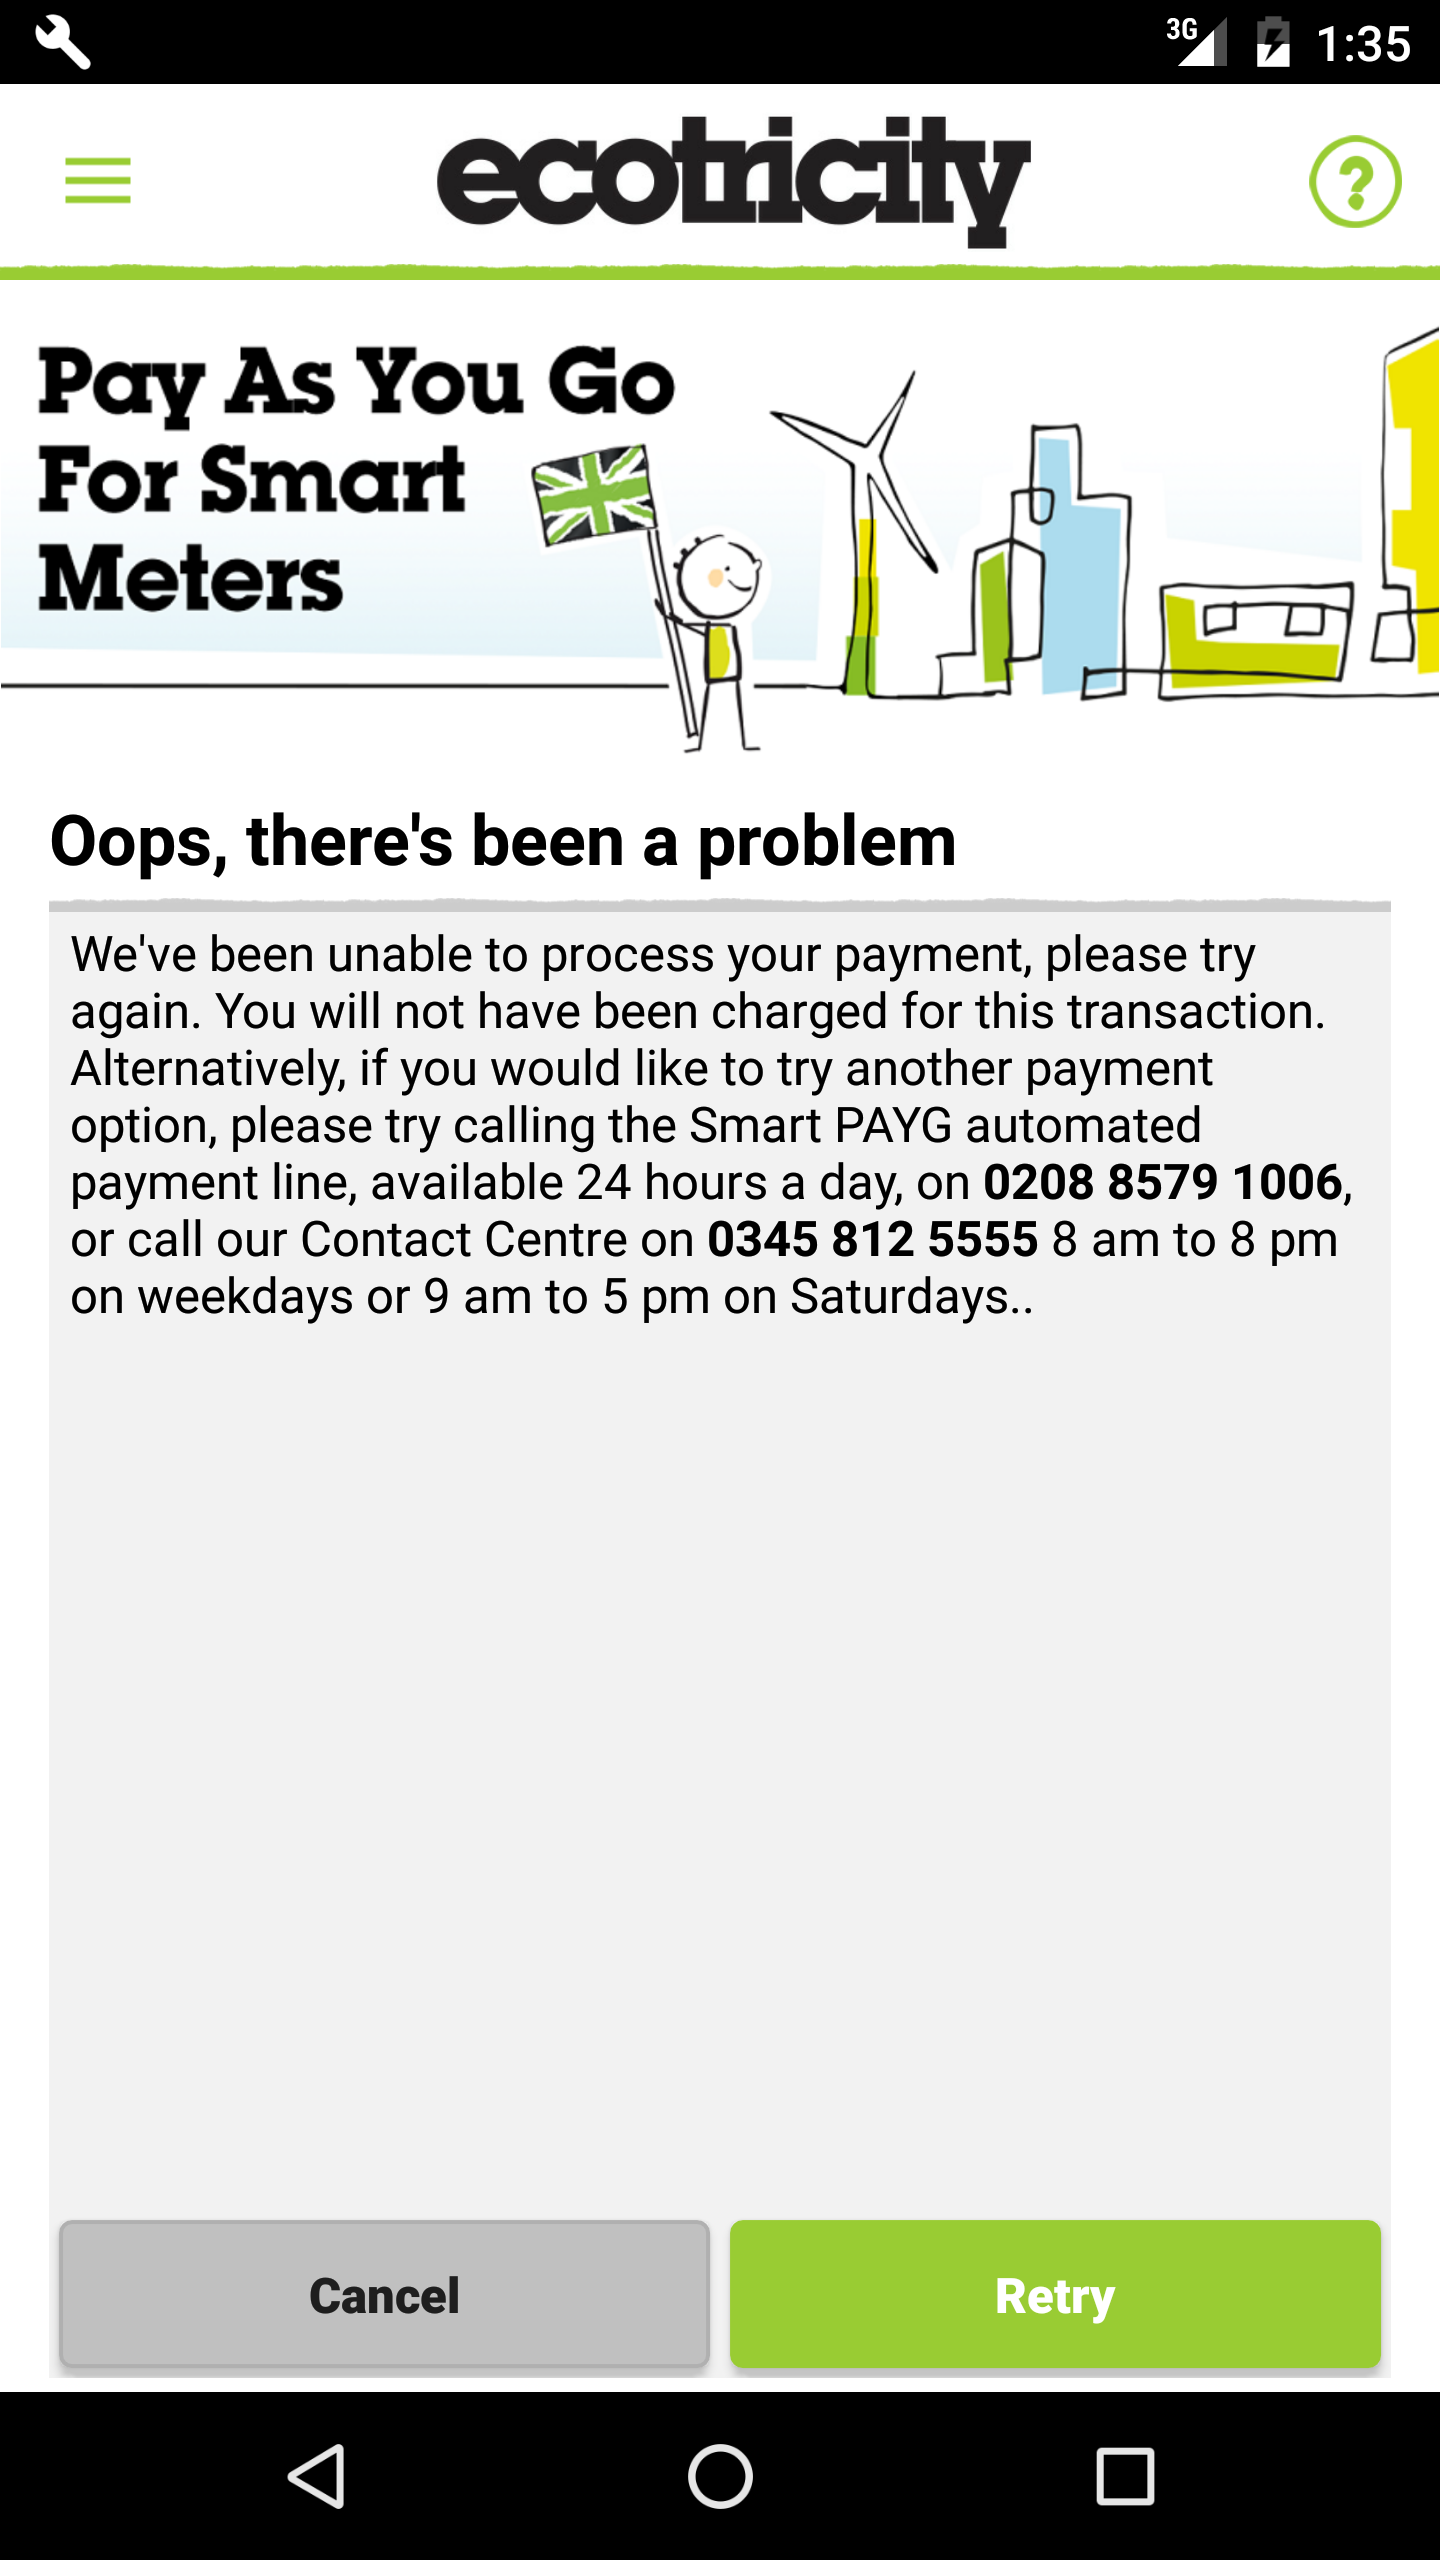 3G 1:35
ecotricity
?
Pay As You Go
For Smart
Meters
Oops, there's been a problem
We've been unable to process your payment, please try
again. You will not have been charged for this transaction.
Alternatively, if you would like to try another payment
option, please try calling the Smart PAYG automated
payment line, available 24 hours a day, on 0208 8579 1006,
or call our Contact Centre on 0345 812 5555 8 am to 8 pm
on weekdays or 9 am to 5 pm on Saturdays..
Cancel Retry